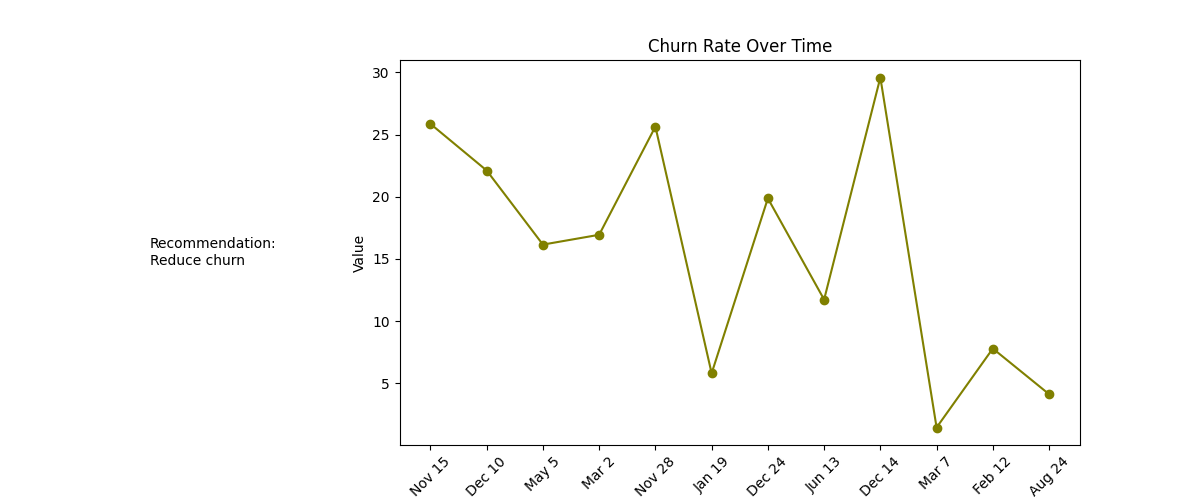 Churn Rate Over Time
Recommendation:
Reduce churn
Value
30
25
20
15
10
5
Nov 15
Dec 10
May 5
Mar 2
Nov 28
Jan 19
Dec 24
Jun 13
Dec 14
Mar 7
Feb 12
Aug 24